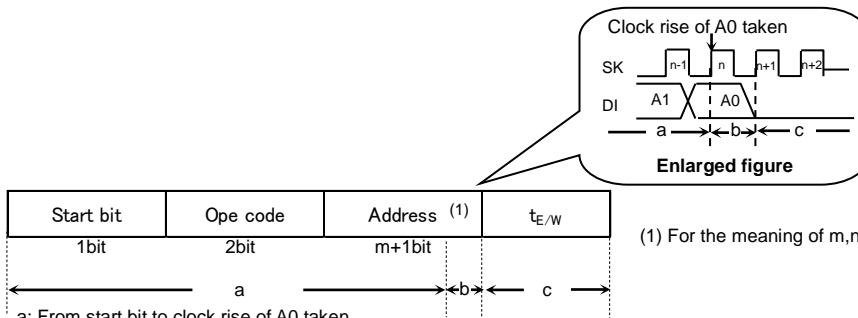 Clock rise of A0 taken
SK n-1 n n+1 n+2
DI A1 A0
a b c
Enlarged figure
Start bit Ope code Address (1) tE/W
1bit 2bit m+1bit
(1) For the meaning of m,n
a b c
a: From start bit to clock rise of A0 taken